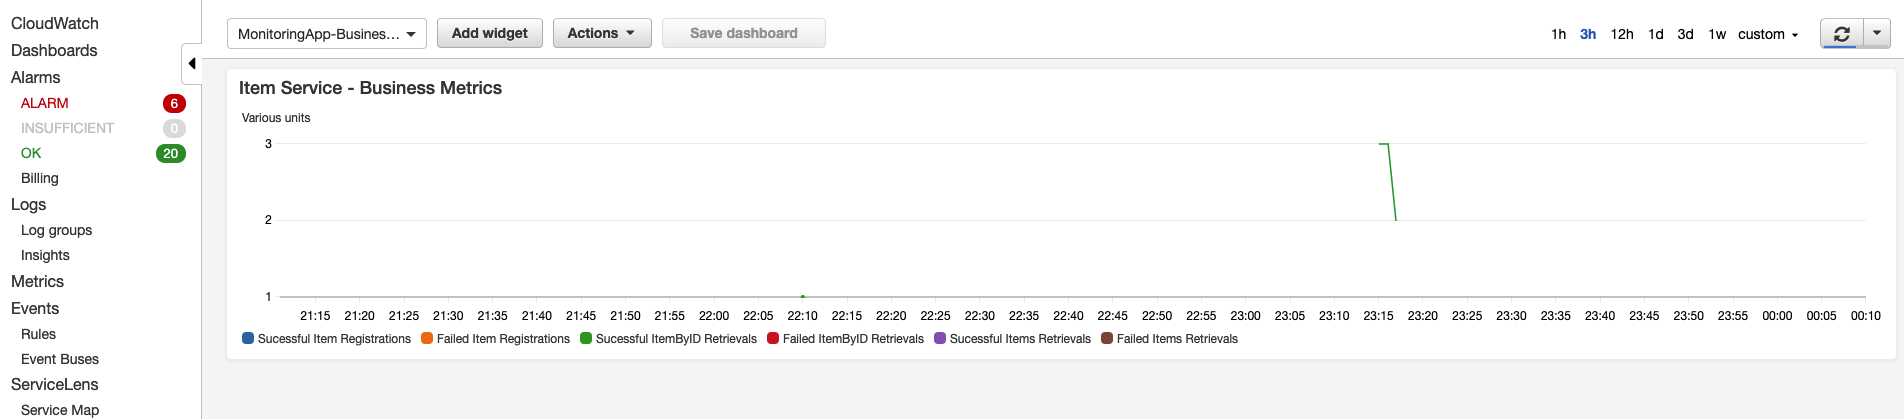 CloudWatch
Dashboards
Alarms
ALARM 6
INSUFFICIENT 0
OK 20
Billing
Logs
Log groups
Insights
Metrics
Events
Rules
Event Buses
ServiceLens
Service Map
MonitoringApp-Busines... Add widget Actions Save dashboard 1h 3h 12h 1d 3d 1w custom
Item Service - Business Metrics
Various units
3
2
1
21:15 21:20 21:25 21:30 21:35 21:40 21:45 21:50 21:55 22:00 22:05 22:10 22:15 22:20 22:25 22:30 22:35 22:40 22:45 22:50 22:55 23:00 23:05 23:10 23:15 23:20 23:25 23:30 23:35 23:40 23:45 23:50 23:55 00:00 00:05 00:10
Sucessful Item Registrations Failed Item Registrations Sucessful ItemByID Retrievals Failed ItemByID Retrievals Sucessful Items Retrievals Failed Items Retrievals